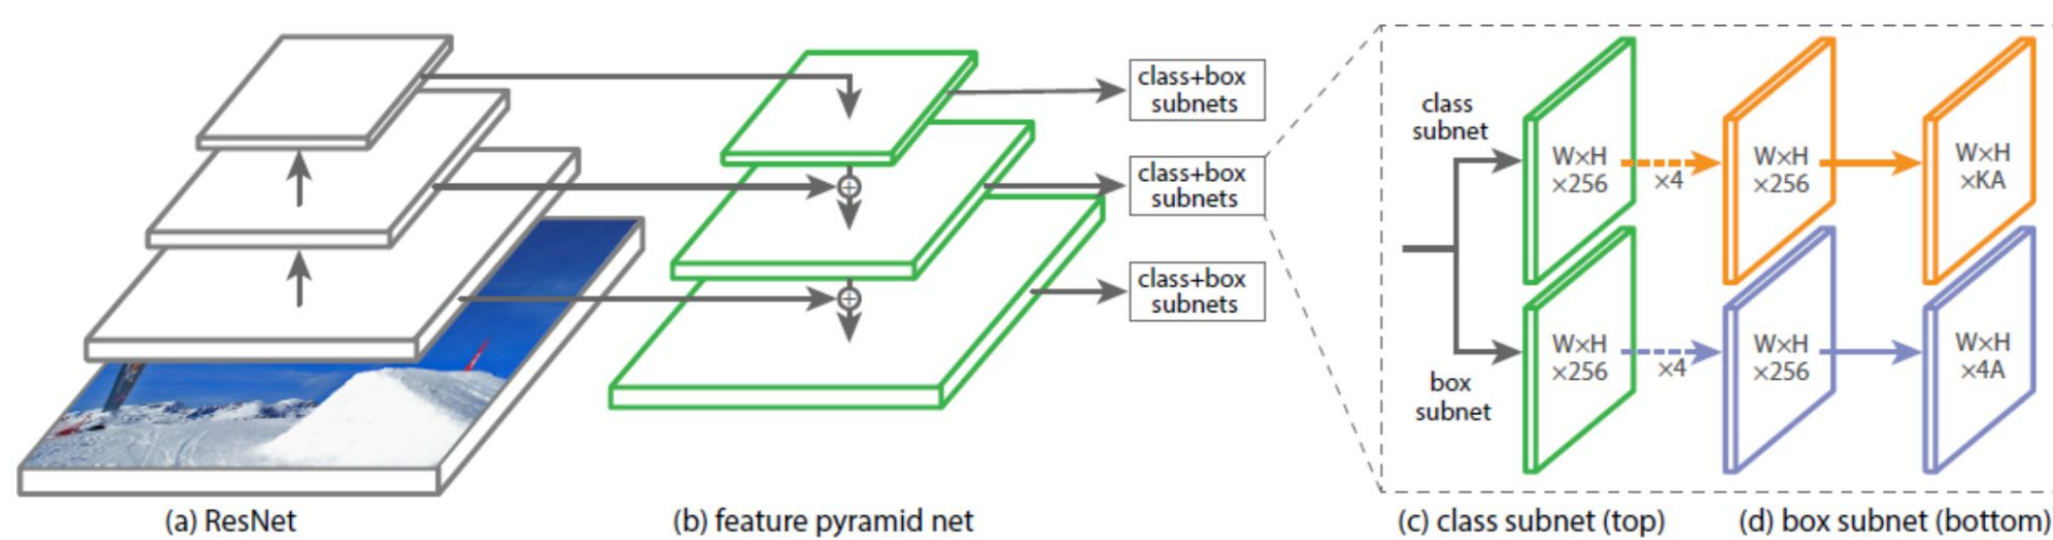 class+box
subnets
class+box
subnets
class+box
subnets
class
subnet
W×H
×256
×4
W×H
×256
W×H
×KA
box
subnet
W×H
×256
×4
W×H
×256
W×H
×4A
(a) ResNet
(b) feature pyramid net
(c) class subnet (top)
(d) box subnet (bottom)